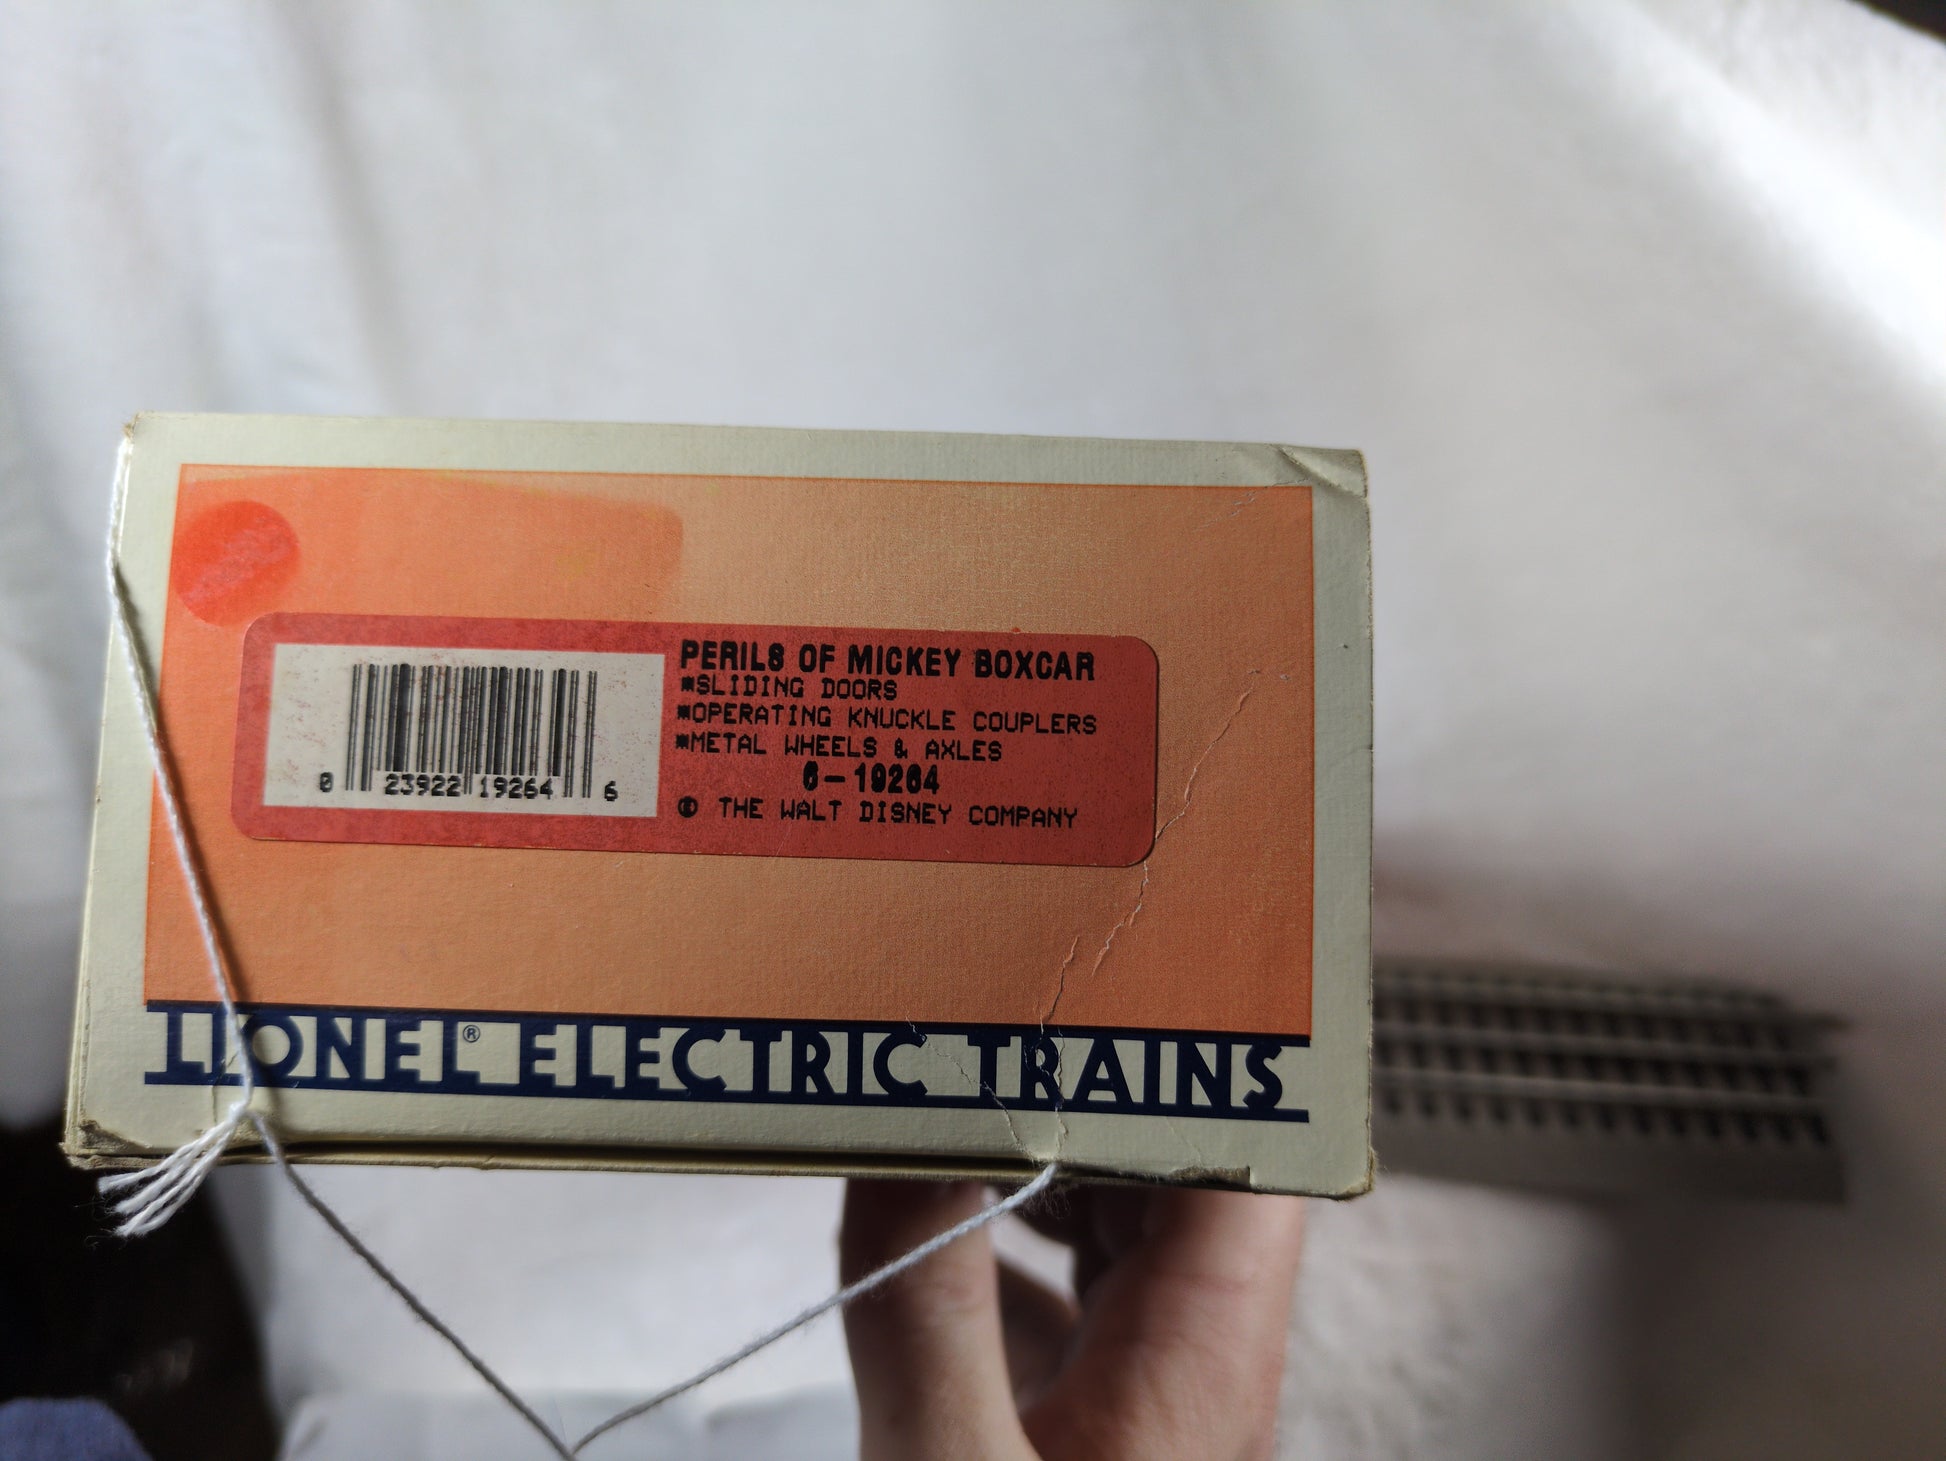 PERILS OF MICKEY BOXCAR
*SLIDING DOORS
*OPERATING KNUCKLE COUPLERS
*METAL WHEELS & AXLES
6-19264
© THE WALT DISNEY COMPANY
0 23922 19264 6
LIONEL® ELECTRIC TRAINS